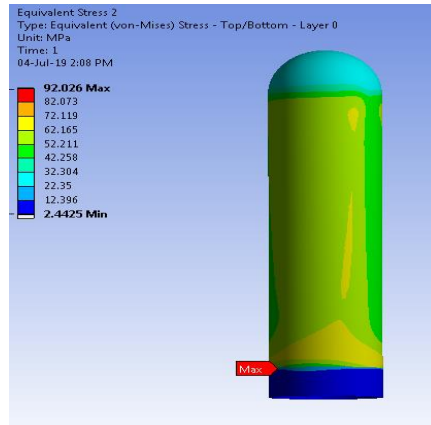 Equivalent Stress 2
Type: Equivalent (von-Mises) Stress - Top/Bottom - Layer 0
Unit: MPa
Time: 1
04-Jul-19 2:08 PM
92.026 Max
82.073
72.119
62.165
52.211
42.258
32.304
22.35
12.396
2.4425 Min
Max